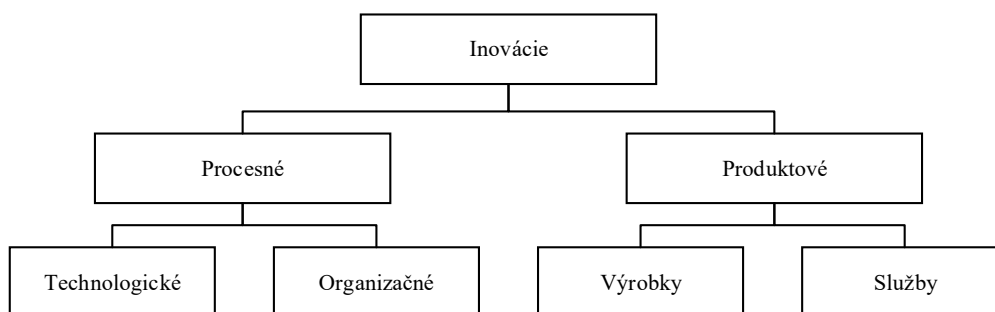 Inovácie
Procesné
Produktové
Technologické
Organizačné
Výrobky
Služby